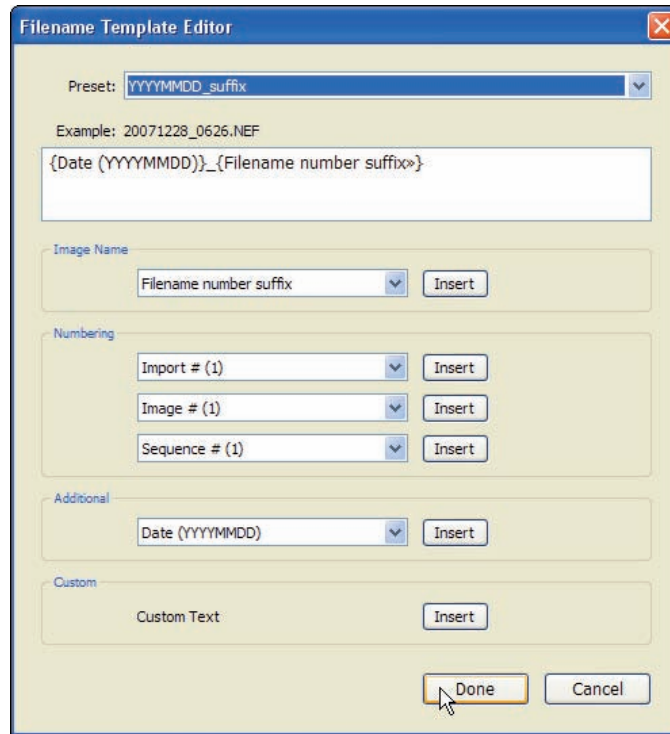 Filename Template Editor
Preset: YYYYMMDD_suffix
Example: 20071228_0626.NEF
{Date (YYYYMMDD)}_{Filename number suffix»}
Image Name
Filename number suffix Insert
Numbering
Import # (1) Insert
Image # (1) Insert
Sequence # (1) Insert
Additional
Date (YYYYMMDD) Insert
Custom
Custom Text Insert
Done Cancel